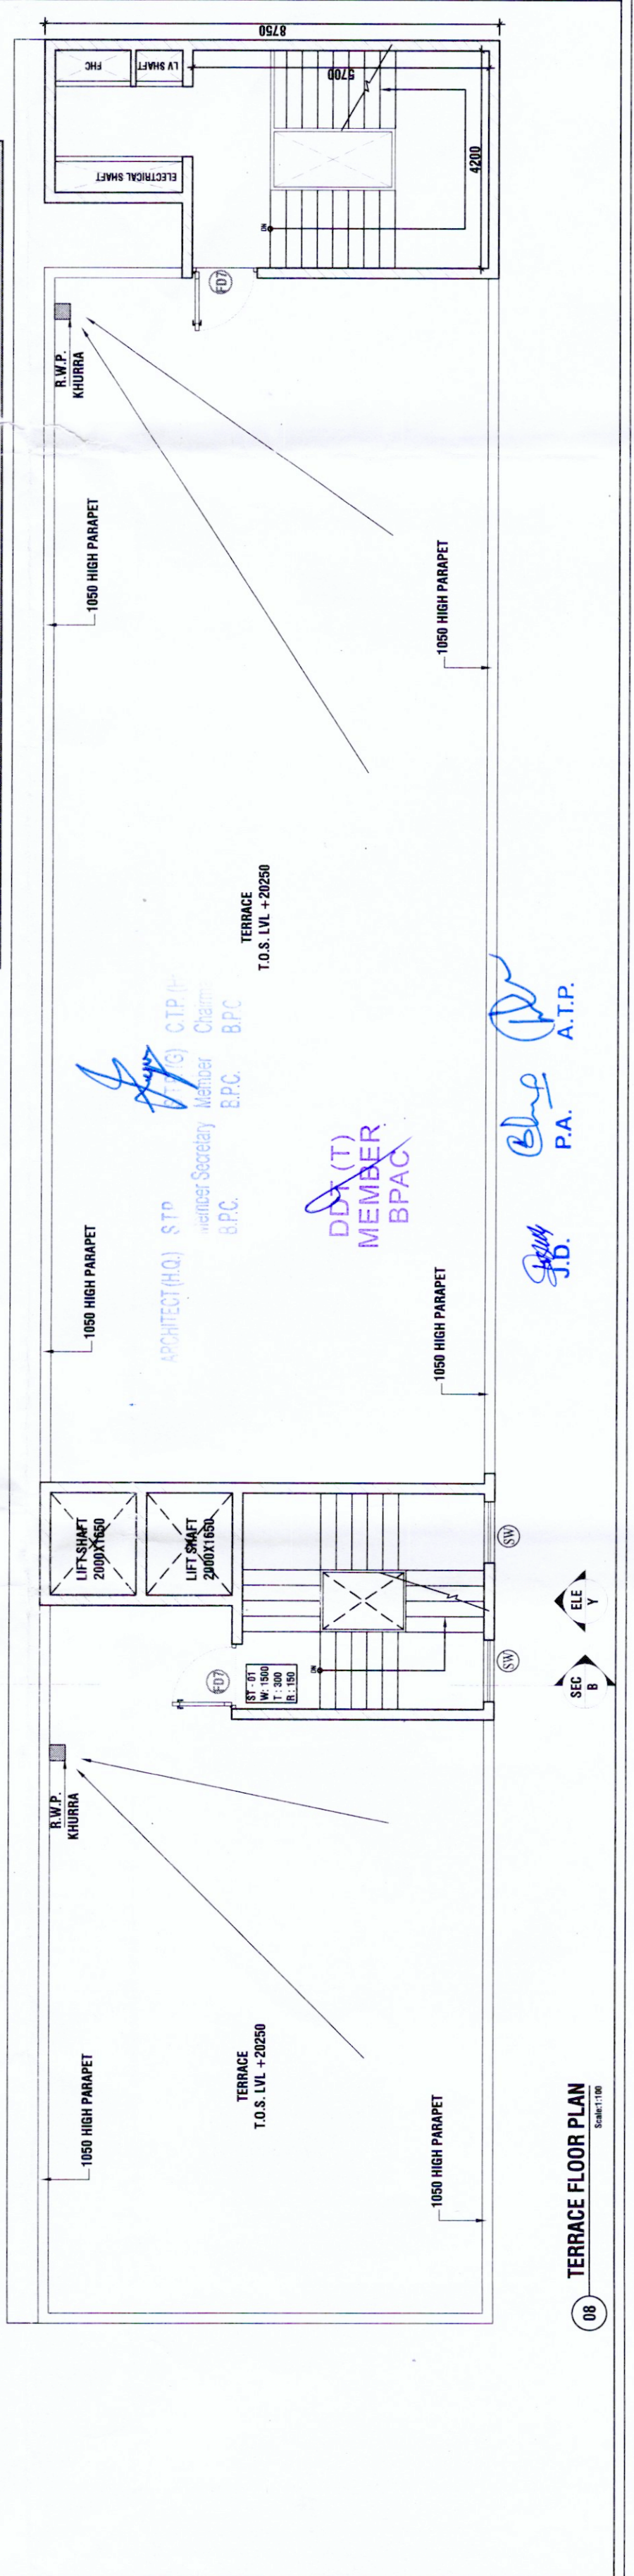 8750
FHC
LV SHAFT
5700
ELECTRICAL SHAFT
4200
DN
FD7
R.W.P.
KHURRA
1050 HIGH PARAPET
1050 HIGH PARAPET
TERRACE
T.O.S. LVL +20250
ARCHITECT (H.Q.) S.T.P. (G) C.T.P.
Member Secretary Member
B.P.C. B.P.C. B.P.C
DDT (T)
MEMBER
BPAC
J.D. P.A. A.T.P.
1050 HIGH PARAPET
1050 HIGH PARAPET
LIFT SHAFT
2000X1650
LIFT SHAFT
2000X1650
FD7
ST - 01
W: 1500
T : 300
R : 150
DN
SW
SW
SEC
B
ELE
Y
R.W.P.
KHURRA
1050 HIGH PARAPET
TERRACE
T.O.S. LVL +20250
1050 HIGH PARAPET
08
TERRACE FLOOR PLAN
Scale:1:100